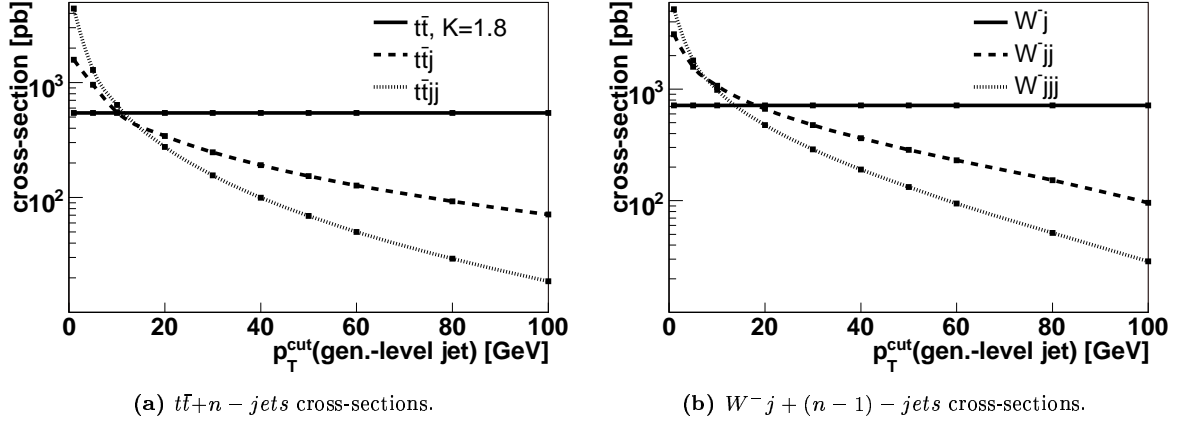 cross-section [pb]
10³
10²
tt̄, K=1.8
tt̄j
tt̄jj
0 20 40 60 80 100
p_T^cut(gen.-level jet) [GeV]
(a) tt̄+n − jets cross-sections.
cross-section [pb]
10³
10²
W⁻j
W⁻jj
W⁻jjj
0 20 40 60 80 100
p_T^cut(gen.-level jet) [GeV]
(b) W⁻ j + (n − 1) − jets cross-sections.